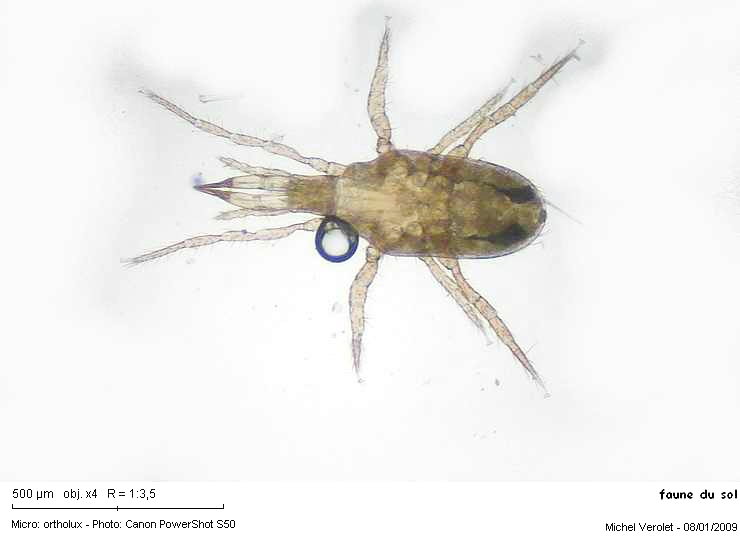 500 µm obj. x4 R = 1:3,5
faune du sol
Micro: ortholux - Photo: Canon PowerShot S50
Michel Verolet - 08/01/2009